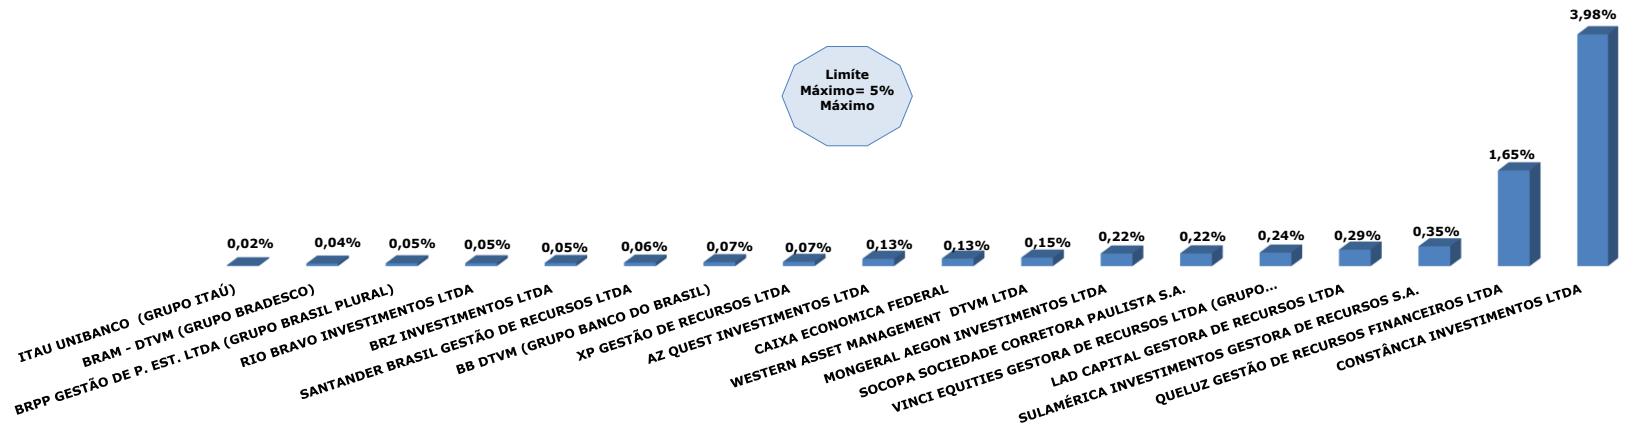 3,98%
Limíte
Máximo= 5%
Máximo
1,65%
0,02%
0,04%
0,05%
0,05%
0,05%
0,06%
0,07%
0,07%
0,13%
0,13%
0,15%
0,22%
0,22%
0,24%
0,29%
0,35%
ITAU UNIBANCO (GRUPO ITAÚ)
BRAM - DTVM (GRUPO BRADESCO)
BRPP GESTÃO DE P. EST. LTDA (GRUPO BRASIL PLURAL)
RIO BRAVO INVESTIMENTOS LTDA
BRZ INVESTIMENTOS LTDA
SANTANDER BRASIL GESTÃO DE RECURSOS LTDA
BB DTVM (GRUPO BANCO DO BRASIL)
XP GESTÃO DE RECURSOS LTDA
AZ QUEST INVESTIMENTOS LTDA
CAIXA ECONOMICA FEDERAL
WESTERN ASSET MANAGEMENT DTVM LTDA
MONGERAL AEGON INVESTIMENTOS LTDA
SOCOPA SOCIEDADE CORRETORA PAULISTA S.A.
VINCI EQUITIES GESTORA DE RECURSOS LTDA (GRUPO...
LAD CAPITAL GESTORA DE RECURSOS LTDA
SULAMÉRICA INVESTIMENTOS GESTORA DE RECURSOS S.A.
QUELUZ GESTÃO DE RECURSOS FINANCEIROS LTDA
CONSTÂNCIA INVESTIMENTOS LTDA